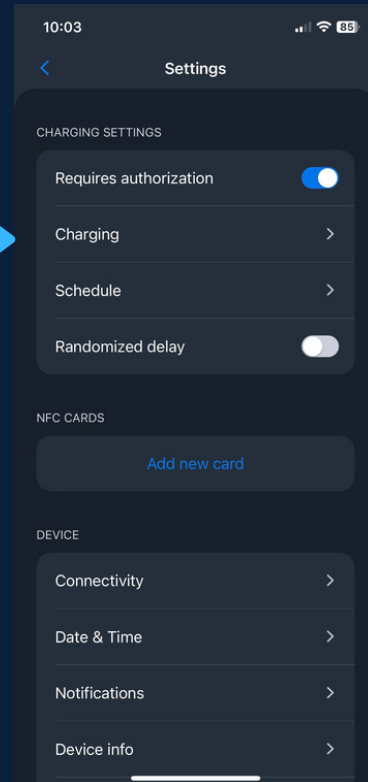 10:03
85
Settings
CHARGING SETTINGS
Requires authorization
Charging
Schedule
Randomized delay
NFC CARDS
Add new card
DEVICE
Connectivity
Date & Time
Notifications
Device info